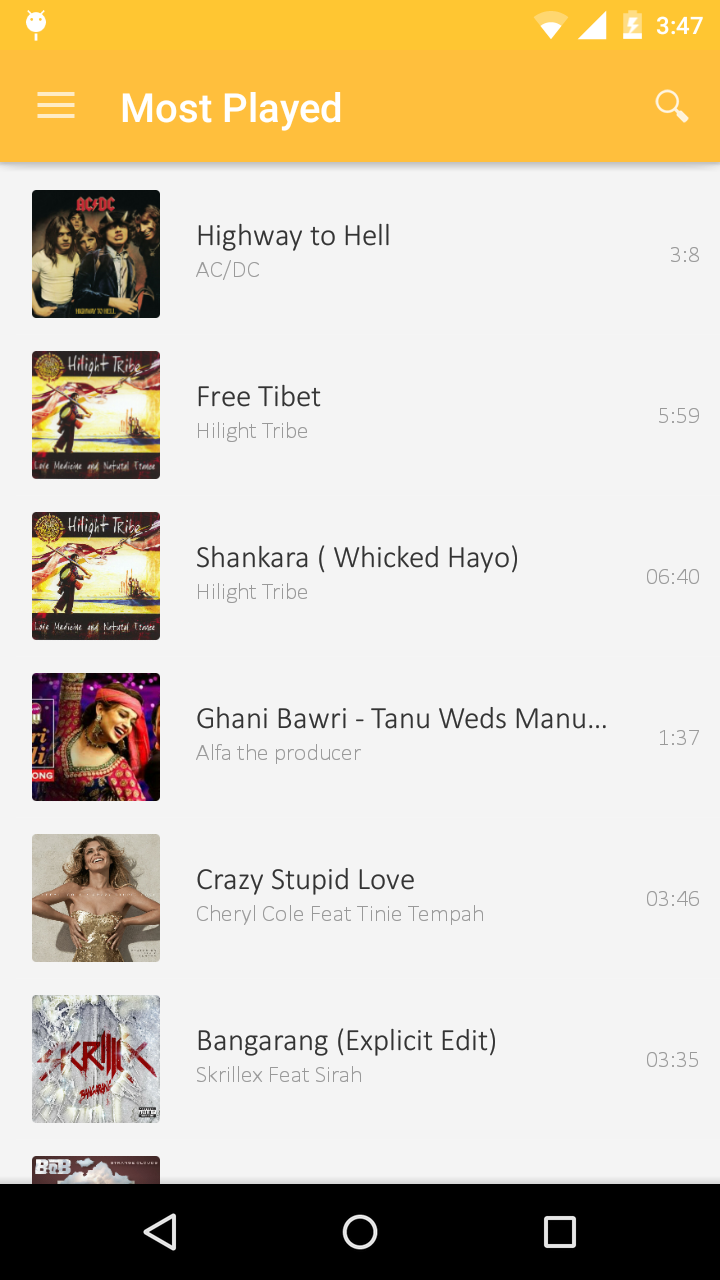 3:47
Most Played
AC/DC
HIGHWAY TO HELL
Highway to Hell
AC/DC
3:8
Hilight Tribe
Love Medicine and Natural Trance
Free Tibet
Hilight Tribe
5:59
Hilight Tribe
Love Medicine and Natural Trance
Shankara ( Whicked Hayo)
Hilight Tribe
06:40
ONG
Ghani Bawri - Tanu Weds Manu...
Alfa the producer
1:37
Crazy Stupid Love
Cheryl Cole Feat Tinie Tempah
03:46
SKRILLEX
BANGARANG
Bangarang (Explicit Edit)
Skrillex Feat Sirah
03:35
B.o.B
STRANGE CLOUDS